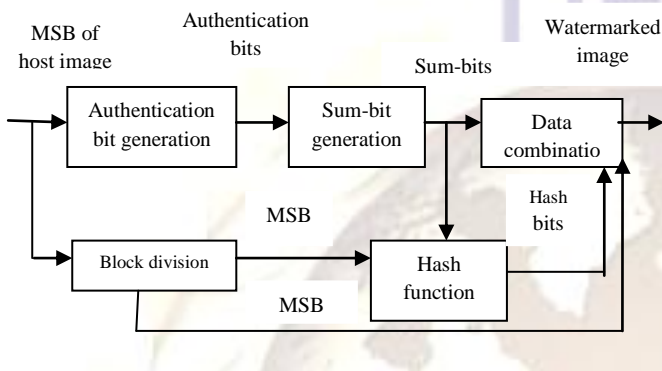 MSB of
host image
Authentication
bits
Sum-bits
Watermarked
image
Authentication
bit generation
Sum-bit
generation
Data
combinatio
MSB
Hash
bits
Block division
Hash
function
MSB